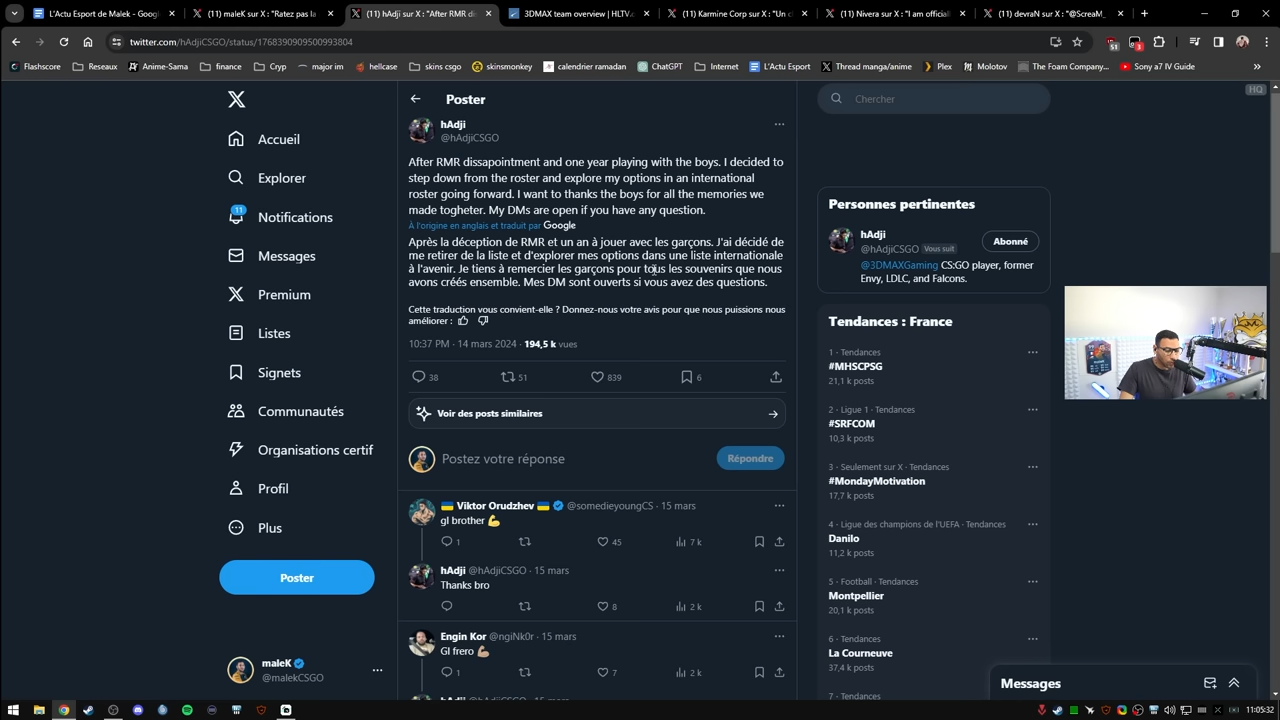 L'Actu Esport de Malek - Google
(11) maleK sur X : "Ratez pas la
(11) hAdji sur X : "After RMR di
3DMAX team overview | HLTV.o
(11) Karmine Corp sur X : "Un c
(11) Nivera sur X : "I am official
(11) devraN sur X : "@ScreaM_
twitter.com/hAdjiCSGO/status/1768390909500993804
51
3
Flashscore
Reseaux
Anime-Sama
finance
Cryp
major im
hellcase
skins csgo
skinsmonkey
calendrier ramadan
ChatGPT
Internet
L'Actu Esport
Thread manga/anime
Plex
Molotov
The Foam Company...
Sony a7 IV Guide
HQ
Accueil
Explorer
11
Notifications
Messages
Premium
Listes
Signets
Communautés
Organisations certif
Profil
Plus
Poster
maleK
@malekCSGO
Poster
hAdji
@hAdjiCSGO
After RMR dissapointment and one year playing with the boys. I decided to
step down from the roster and explore my options in an international
roster going forward. I want to thanks the boys for all the memories we
made togheter. My DMs are open if you have any question.
À l'origine en anglais et traduit par Google
Après la déception de RMR et un an à jouer avec les garçons. J'ai décidé de
me retirer de la liste et d'explorer mes options dans une liste internationale
à l'avenir. Je tiens à remercier les garçons pour tous les souvenirs que nous
avons créés ensemble. Mes DM sont ouverts si vous avez des questions.
Cette traduction vous convient-elle ? Donnez-nous votre avis pour que nous puissions nous
améliorer :
10:37 PM · 14 mars 2024 · 194,5 k vues
38
51
839
6
Voir des posts similaires
Postez votre réponse
Répondre
Viktor Orudzhev @somedieyoungCS · 15 mars
gl brother
1
45
7 k
hAdji @hAdjiCSGO · 15 mars
Thanks bro
8
2 k
Engin Kor @ngiNk0r · 15 mars
Gl frero
1
7
2 k
hAdji @hAdjiCSGO · 15 mars
Chercher
Personnes pertinentes
hAdji
@hAdjiCSGO Vous suit
Abonné
@3DMAXGaming CS:GO player, former
Envy, LDLC, and Falcons.
Tendances : France
1 · Tendances
#MHSCPSG
21,1 k posts
2 · Ligue 1 · Tendances
#SRFCOM
10,3 k posts
3 · Seulement sur X · Tendances
#MondayMotivation
17,7 k posts
4 · Ligue des champions de l'UEFA · Tendances
Danilo
11,2 k posts
5 · Football · Tendances
Montpellier
20,1 k posts
6 · Tendances
La Courneuve
37,4 k posts
7 · Tendances
Messages
11:05:32